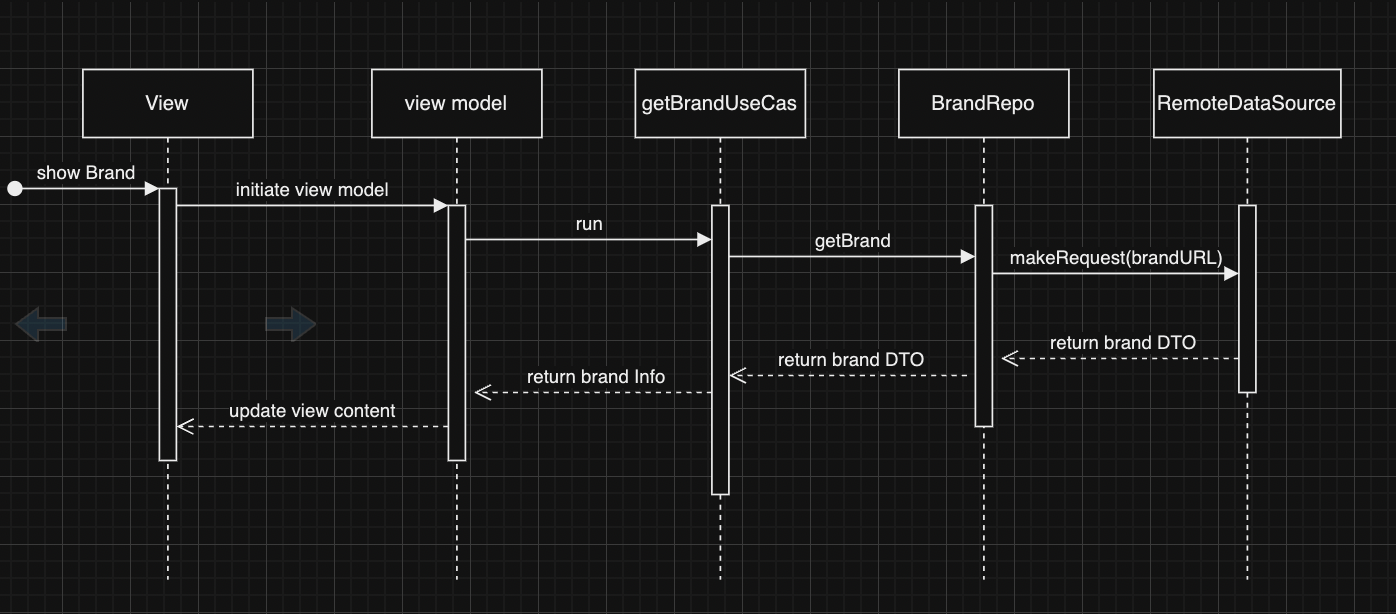 View
view model
getBrandUseCas
BrandRepo
RemoteDataSource
show Brand
initiate view model
run
getBrand
makeRequest(brandURL)
return brand DTO
return brand DTO
return brand Info
update view content